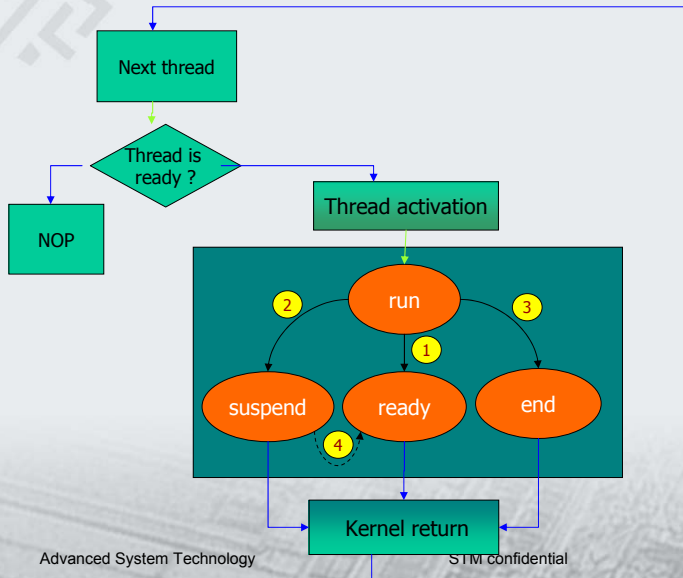 Next thread
Thread is
ready ?
NOP
Thread activation
run
2
3
1
suspend
ready
end
4
Kernel return
Advanced System Technology
STM confidential